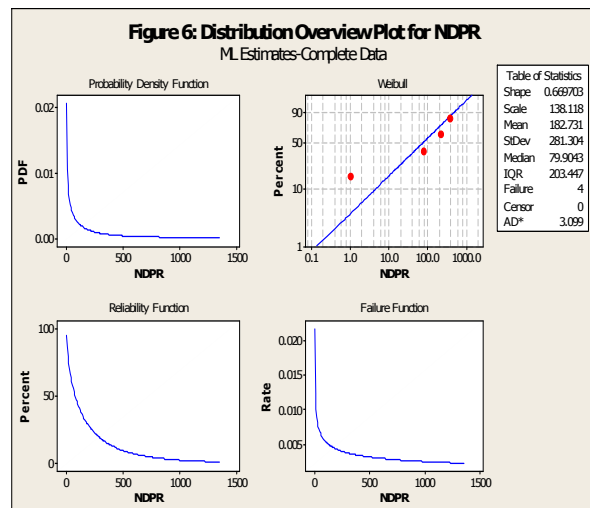 Figure 6: Distribution Overview Plot for NDPR
ML Estimates-Complete Data
Probability Density Function
0.02
0.01
0.00
PDF
0 500 1000 1500
NDPR
Weibull
90
50
10
1
Percent
0.1 1.0 10.0 100.0 1000.0
NDPR
Table of Statistics
Shape 0.669703
Scale 138.118
Mean 182.731
StDev 281.304
Median 79.9043
IQR 203.447
Failure 4
Censor 0
AD* 3.099
Reliability Function
100
50
0
Percent
0 500 1000 1500
NDPR
Failure Function
0.020
0.015
0.010
0.005
Rate
0 500 1000 1500
NDPR